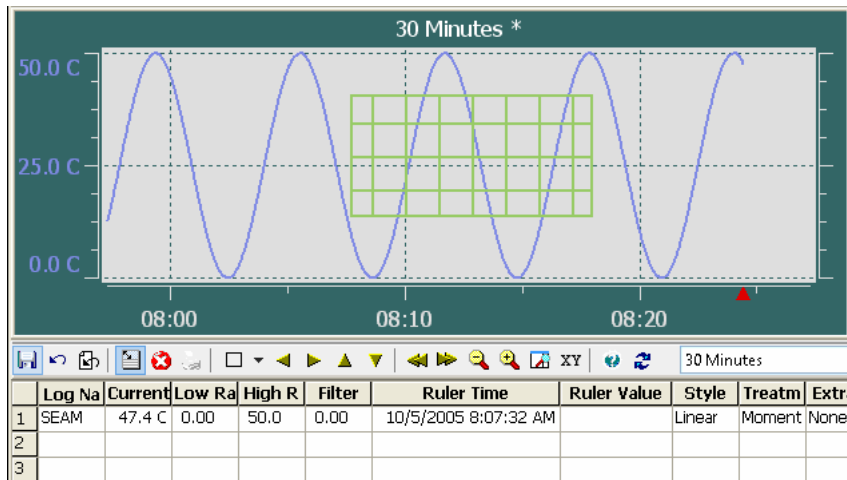 30 Minutes *
50.0 C
25.0 C
0.0 C
08:00 08:10 08:20
XY 30 Minutes
Log Na Current Low Ra High R Filter Ruler Time Ruler Value Style Treatm Extr
1 SEAM 47.4 C 0.00 50.0 0.00 10/5/2005 8:07:32 AM Linear Moment None
2
3